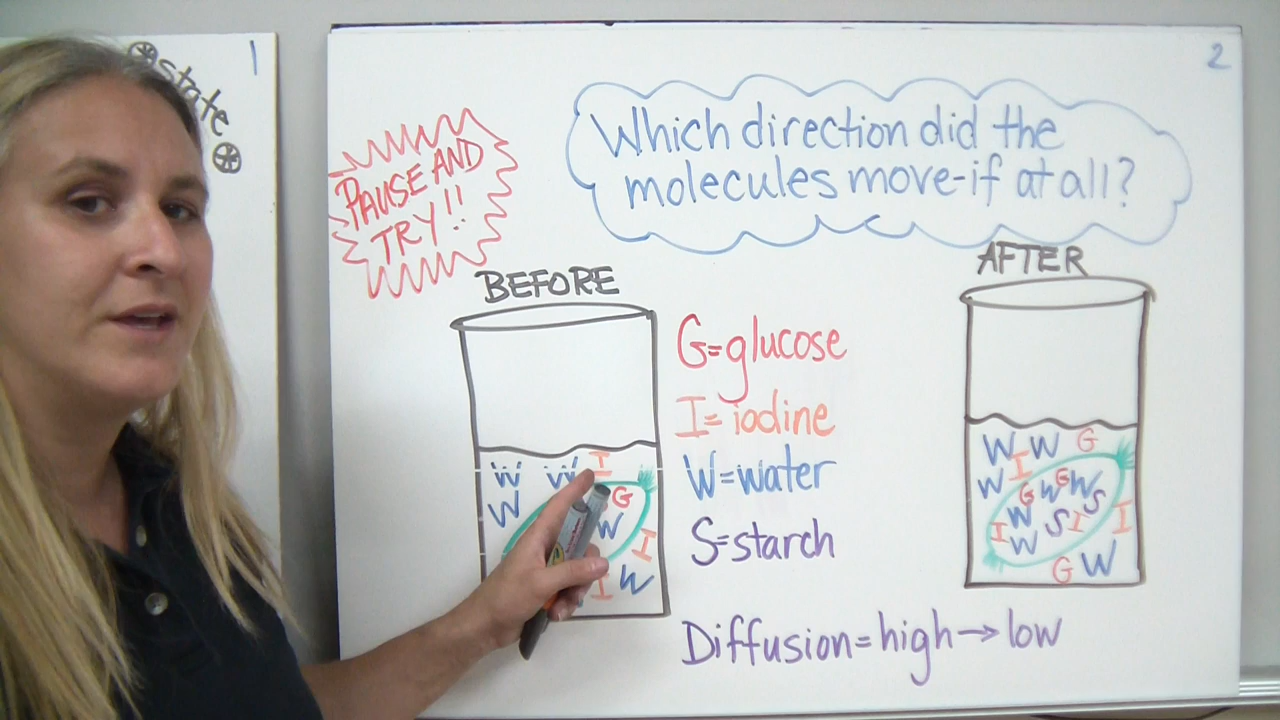 state
1
2
Which direction did the
molecules move-if at all?
PAUSE AND
TRY!!
BEFORE
AFTER
G=glucose
I=iodine
W=water
S=starch
W W I
W G
W I
I W
W W G
I
W G W G W S
W S I I
I W
G W
Diffusion=high→low